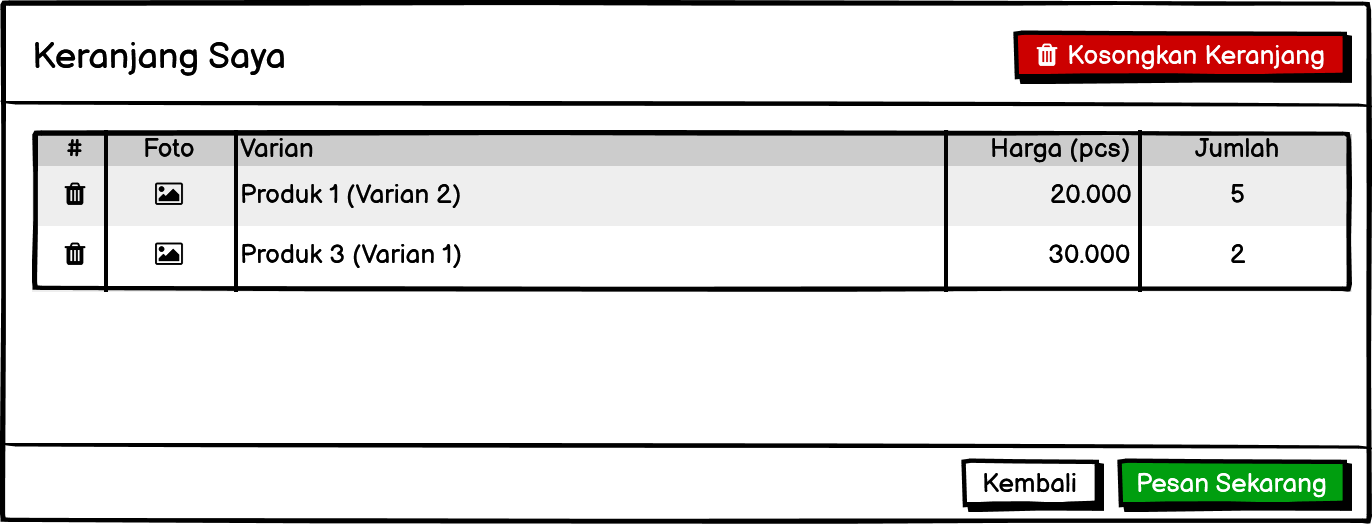 Keranjang Saya
Kosongkan Keranjang
# Foto Varian Harga (pcs) Jumlah
Produk 1 (Varian 2) 20.000 5
Produk 3 (Varian 1) 30.000 2
Kembali Pesan Sekarang